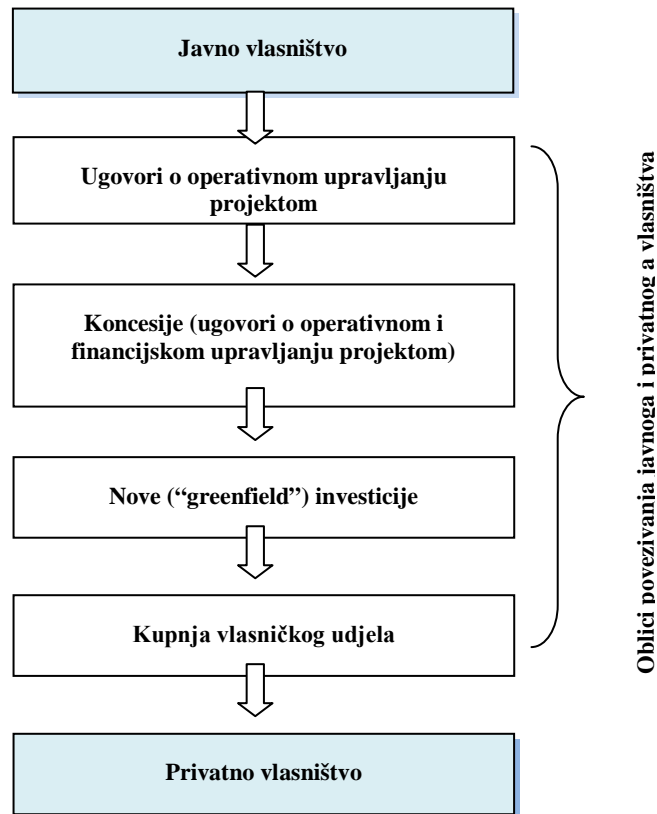 Javno vlasništvo
Ugovori o operativnom upravljanju
projektom
Koncesije (ugovori o operativnom i
financijskom upravljanju projektom)
Nove (“greenfield”) investicije
Kupnja vlasničkog udjela
Privatno vlasništvo
Oblici povezivanja javnoga i privatnog a vlasništva